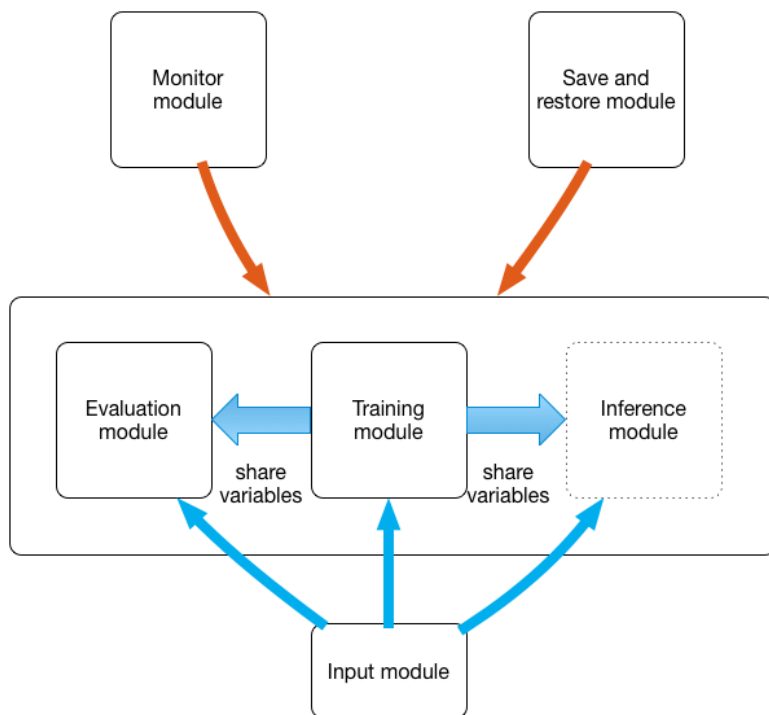 Monitor
module
Save and
restore module
Evaluation
module
Training
module
Inference
module
share
variables
share
variables
Input module